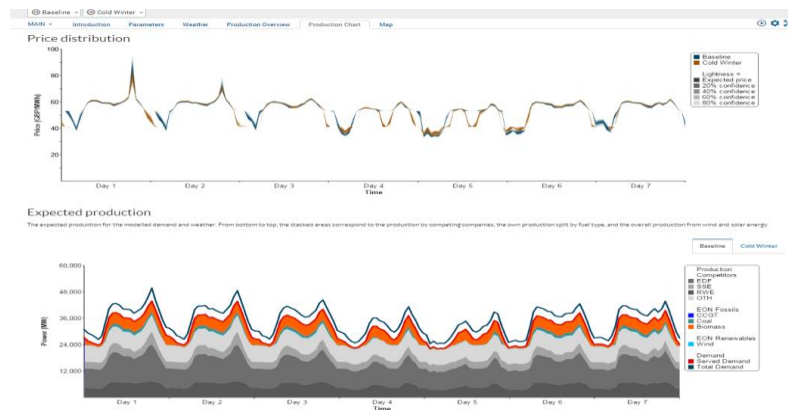 Baseline Cold Winter
MAIN Introduction Parameters Weather Production Overview Production Chart Map
Price distribution
100
80
60
40
20
Price (GBP/MWh)
Day 1 Day 2 Day 3 Day 4 Day 5 Day 6 Day 7
Time
Baseline
Cold Winter
Lightness =
Expected price
20% confidence
40% confidence
60% confidence
80% confidence
Expected production
The expected production for the modelled demand and weather. From bottom to top, the stacked areas correspond to the production by competing companies, the own production split by fuel type, and the overall production from wind and solar energy.
Baseline Cold Winter
60,000
48,000
36,000
24,000
12,000
Power (MW)
Day 1 Day 2 Day 3 Day 4 Day 5 Day 6 Day 7
Time
Production
Competitors
EDF
SSE
RWE
OTH
EON Fossils
CCGT
Coal
Biomass
EON Renewables
Wind
Demand
Served Demand
Total Demand